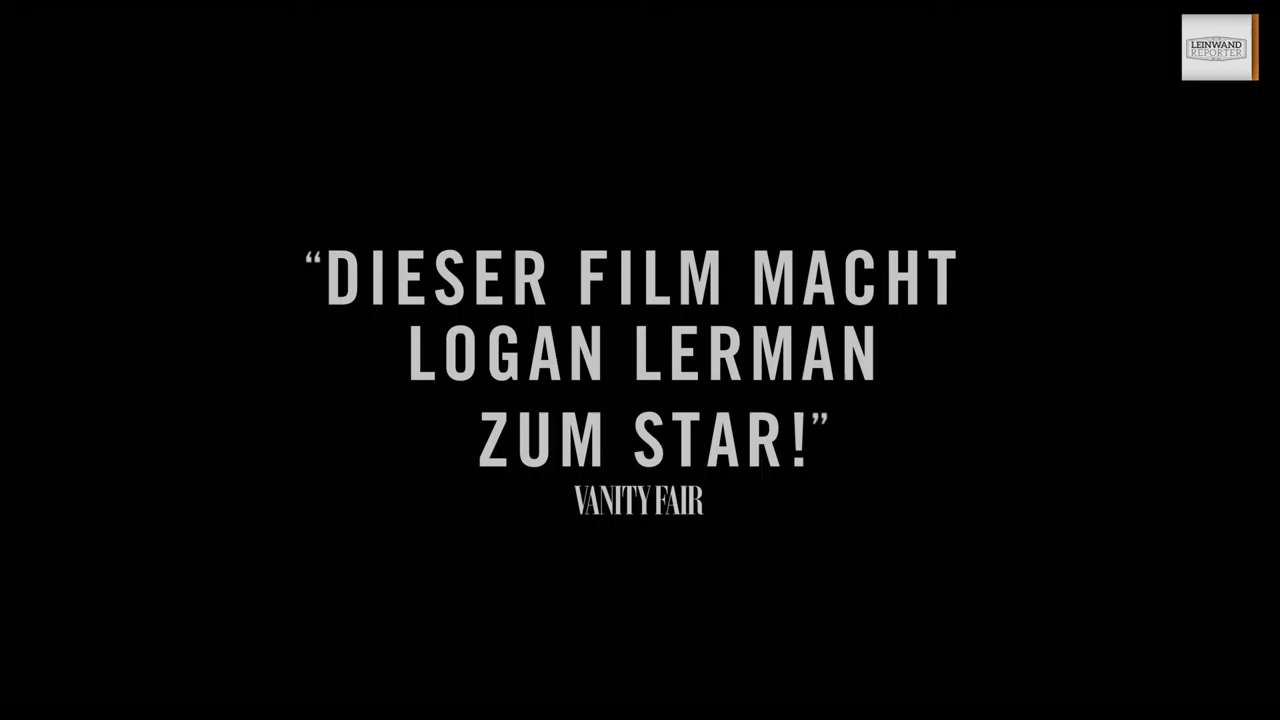 LEINWAND
REPORTER
“DIESER FILM MACHT
LOGAN LERMAN
ZUM STAR!”
VANITY FAIR